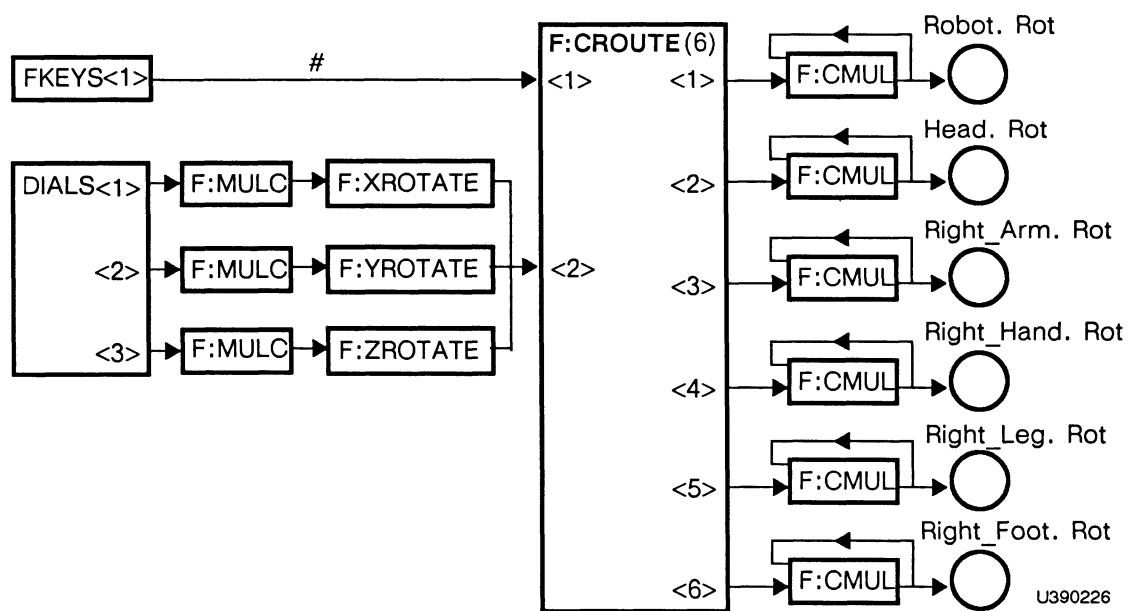 Robot. Rot
F:CROUTE(6)
FKEYS<1>
#
<1>
<1>
F:CMUL
Head. Rot
DIALS<1>
F:MULC
F:XROTATE
<2>
F:CMUL
Right_Arm. Rot
<2>
F:MULC
F:YROTATE
<2>
<3>
F:CMUL
Right_Hand. Rot
<3>
F:MULC
F:ZROTATE
<4>
F:CMUL
Right_Leg. Rot
<5>
F:CMUL
Right_Foot. Rot
<6>
F:CMUL
U390226